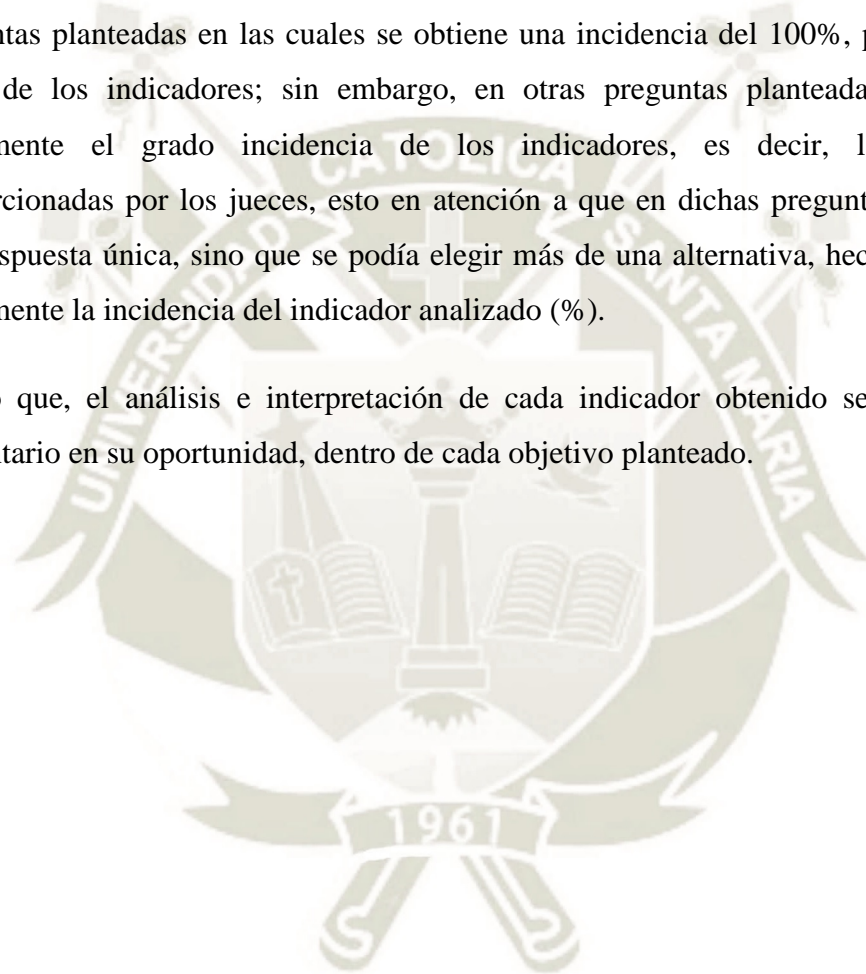 ntas planteadas en las cuales se obtiene una incidencia del 100%, p
de los indicadores; sin embargo, en otras preguntas planteada
mente el grado incidencia de los indicadores, es decir, l
rcionadas por los jueces, esto en atención a que en dichas pregunt
spuesta única, sino que se podía elegir más de una alternativa, hec
mente la incidencia del indicador analizado (%).
que, el análisis e interpretación de cada indicador obtenido se
tario en su oportunidad, dentro de cada objetivo planteado.
UNIVERSIDAD CATOLICA SANTA MARIA
1961